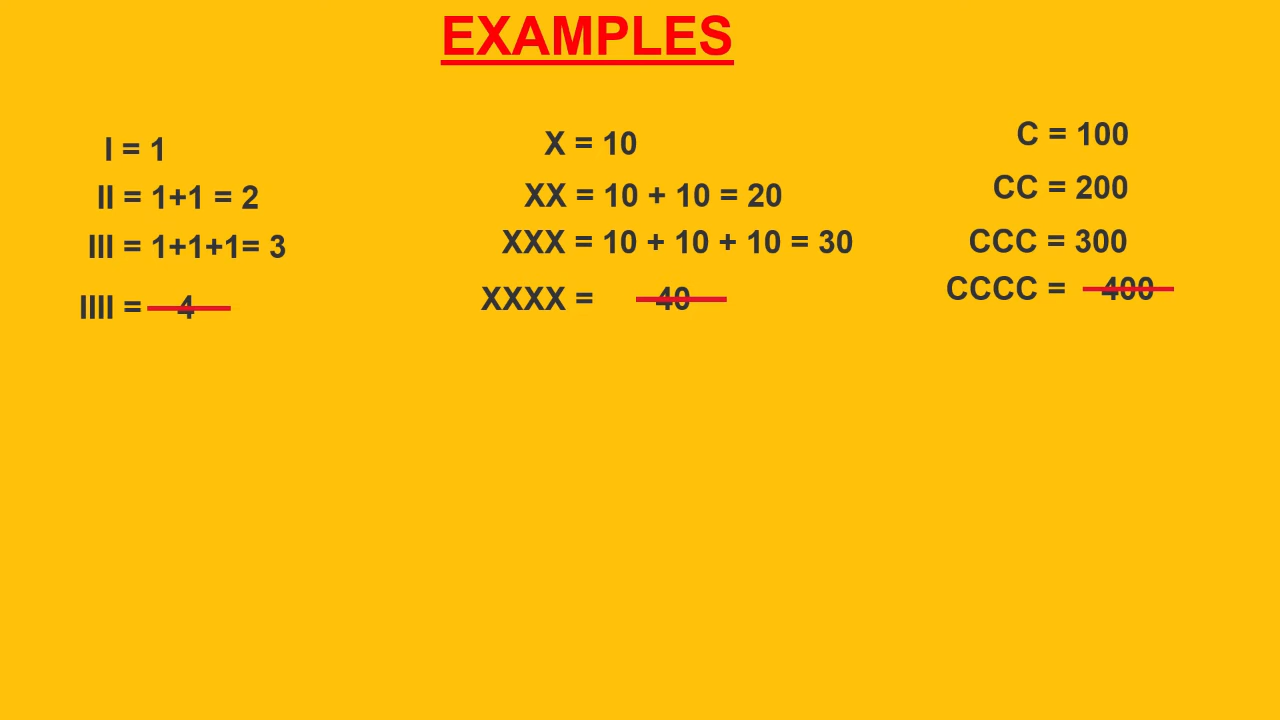 EXAMPLES
I = 1
II = 1+1 = 2
III = 1+1+1= 3
IIII = 4
X = 10
XX = 10 + 10 = 20
XXX = 10 + 10 + 10 = 30
XXXX = 40
C = 100
CC = 200
CCC = 300
CCCC = 400